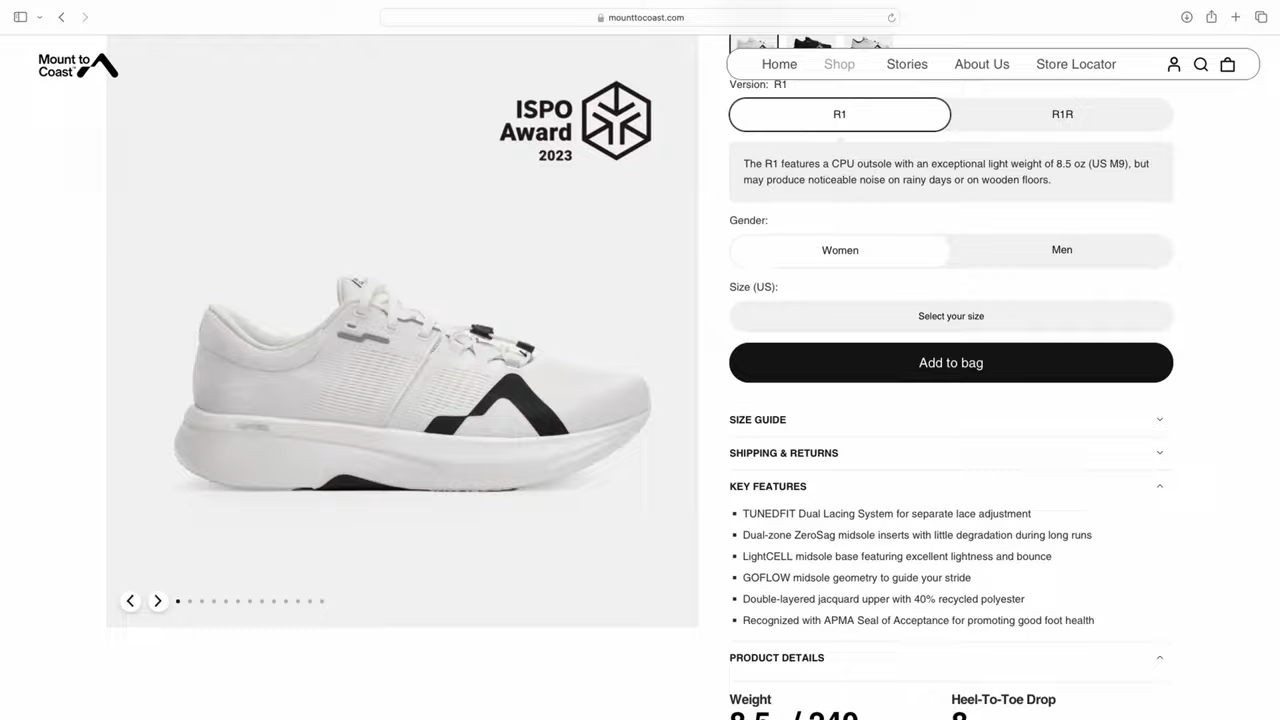 mounttocoast.com
Mount to
Coast
Home Shop Stories About Us Store Locator
ISPO
Award
2023
Version: R1
R1 R1R
The R1 features a CPU outsole with an exceptional light weight of 8.5 oz (US M9), but
may produce noticeable noise on rainy days or on wooden floors.
Gender:
Women Men
Size (US):
Select your size
Add to bag
SIZE GUIDE
SHIPPING & RETURNS
KEY FEATURES
▪ TUNEDFIT Dual Lacing System for separate lace adjustment
▪ Dual-zone ZeroSag midsole inserts with little degradation during long runs
▪ LightCELL midsole base featuring excellent lightness and bounce
▪ GOFLOW midsole geometry to guide your stride
▪ Double-layered jacquard upper with 40% recycled polyester
▪ Recognized with APMA Seal of Acceptance for promoting good foot health
PRODUCT DETAILS
Weight Heel-To-Toe Drop
8.5 / 240 8